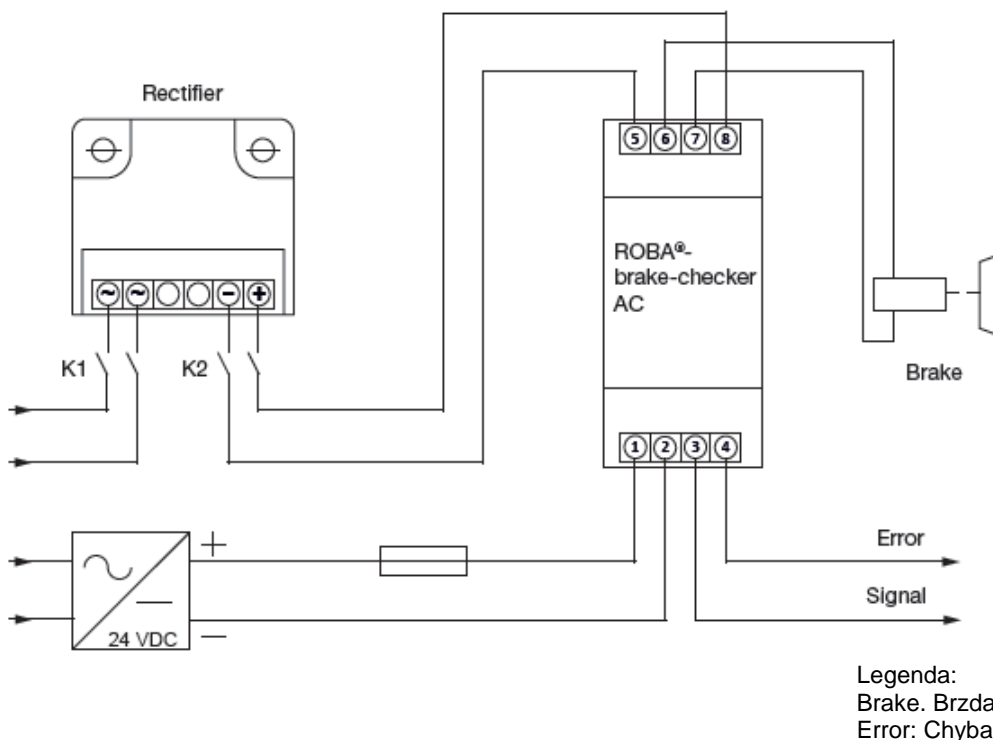 Rectifier
5 6 7 8
ROBA®-
brake-checker
AC
~ ~ - +
K1 K2
Brake
1 2 3 4
+
Error
Signal
24 VDC
—
Legenda:
Brake. Brzda
Error: Chyba